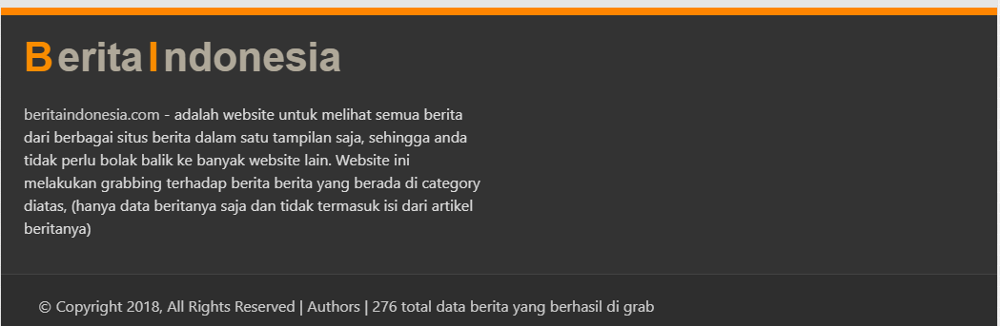 BeritaIndonesia
beritaindonesia.com - adalah website untuk melihat semua berita
dari berbagai situs berita dalam satu tampilan saja, sehingga anda
tidak perlu bolak balik ke banyak website lain. Website ini
melakukan grabbing terhadap berita berita yang berada di category
diatas, (hanya data beritanya saja dan tidak termasuk isi dari artikel
beritanya)
© Copyright 2018, All Rights Reserved | Authors | 276 total data berita yang berhasil di grab